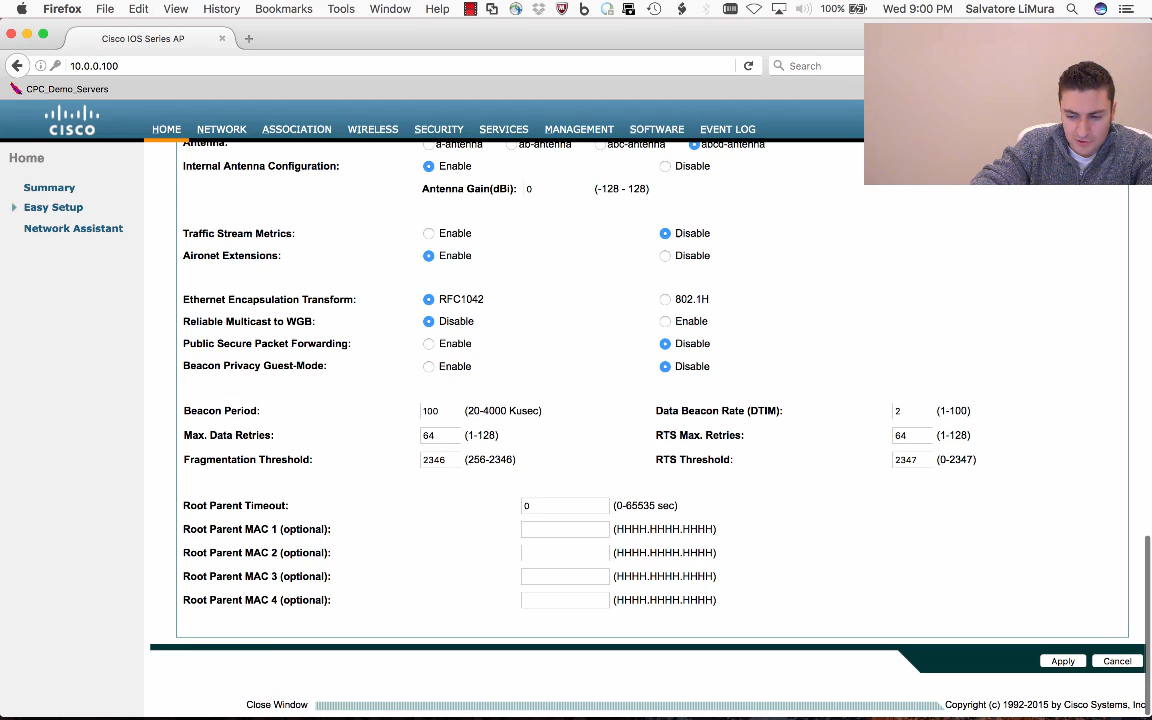 Firefox File Edit View History Bookmarks Tools Window Help 100% Wed 9:00 PM Salvatore LiMura
Cisco IOS Series AP
10.0.0.100 Search
CPC_Demo_Servers
CISCO
HOME NETWORK ASSOCIATION WIRELESS SECURITY SERVICES MANAGEMENT SOFTWARE EVENT LOG
Home
Summary
Easy Setup
Network Assistant
Antenna: a-antenna ab-antenna abc-antenna abcd-antenna
Internal Antenna Configuration: Enable Disable
Antenna Gain(dBi): 0 (-128 - 128)
Traffic Stream Metrics: Enable Disable
Aironet Extensions: Enable Disable
Ethernet Encapsulation Transform: RFC1042 802.1H
Reliable Multicast to WGB: Disable Enable
Public Secure Packet Forwarding: Enable Disable
Beacon Privacy Guest-Mode: Enable Disable
Beacon Period: 100 (20-4000 Kusec) Data Beacon Rate (DTIM): 2 (1-100)
Max. Data Retries: 64 (1-128) RTS Max. Retries: 64 (1-128)
Fragmentation Threshold: 2346 (256-2346) RTS Threshold: 2347 (0-2347)
Root Parent Timeout: 0 (0-65535 sec)
Root Parent MAC 1 (optional): (HHHH.HHHH.HHHH)
Root Parent MAC 2 (optional): (HHHH.HHHH.HHHH)
Root Parent MAC 3 (optional): (HHHH.HHHH.HHHH)
Root Parent MAC 4 (optional): (HHHH.HHHH.HHHH)
Apply Cancel
Close Window Copyright (c) 1992-2015 by Cisco Systems, Inc